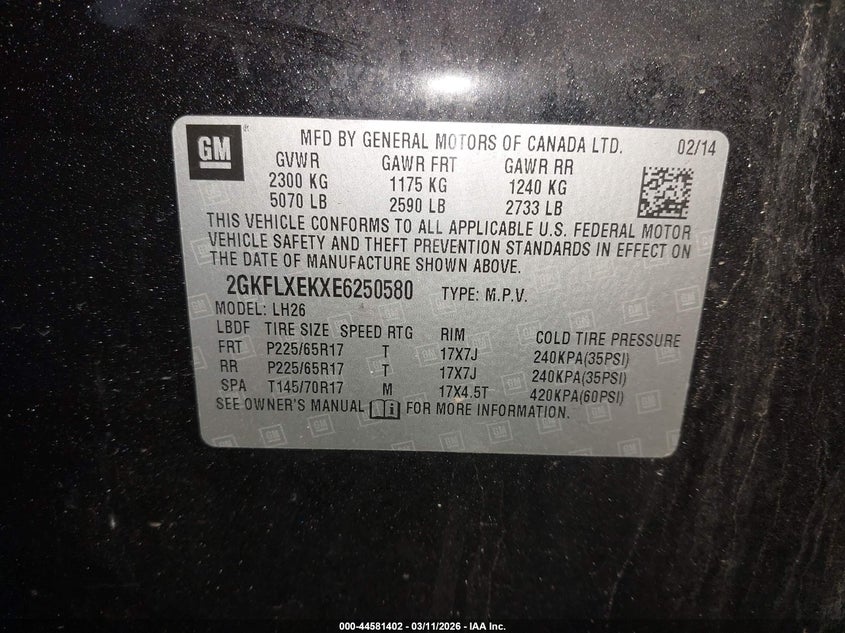 GM
MFD BY GENERAL MOTORS OF CANADA LTD. 02/14
GVWR GAWR FRT GAWR RR
2300 KG 1175 KG 1240 KG
5070 LB 2590 LB 2733 LB
THIS VEHICLE CONFORMS TO ALL APPLICABLE U.S. FEDERAL MOTOR
VEHICLE SAFETY AND THEFT PREVENTION STANDARDS IN EFFECT ON
THE DATE OF MANUFACTURE SHOWN ABOVE.
2GKFLXEKXE6250580 TYPE: M.P.V.
MODEL: LH26
LBDF TIRE SIZE SPEED RTG RIM COLD TIRE PRESSURE
FRT P225/65R17 T 17X7J 240KPA(35PSI)
RR P225/65R17 T 17X7J 240KPA(35PSI)
SPA T145/70R17 M 17X4.5T 420KPA(60PSI)
SEE OWNER'S MANUAL FOR MORE INFORMATION.
000-44581402 - 03/11/2026 - IAA Inc.